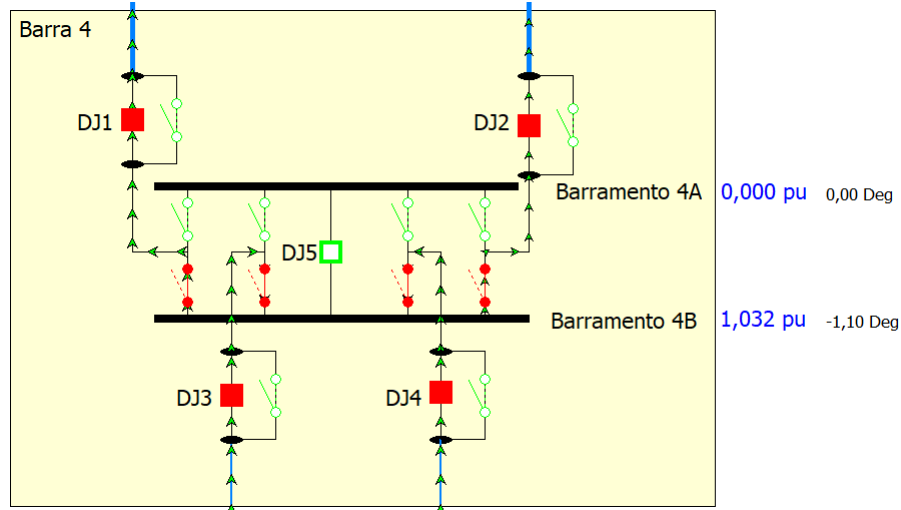 Barra 4
DJ1
DJ2
Barramento 4A 0,000 pu 0,00 Deg
DJ5
Barramento 4B 1,032 pu -1,10 Deg
DJ3
DJ4